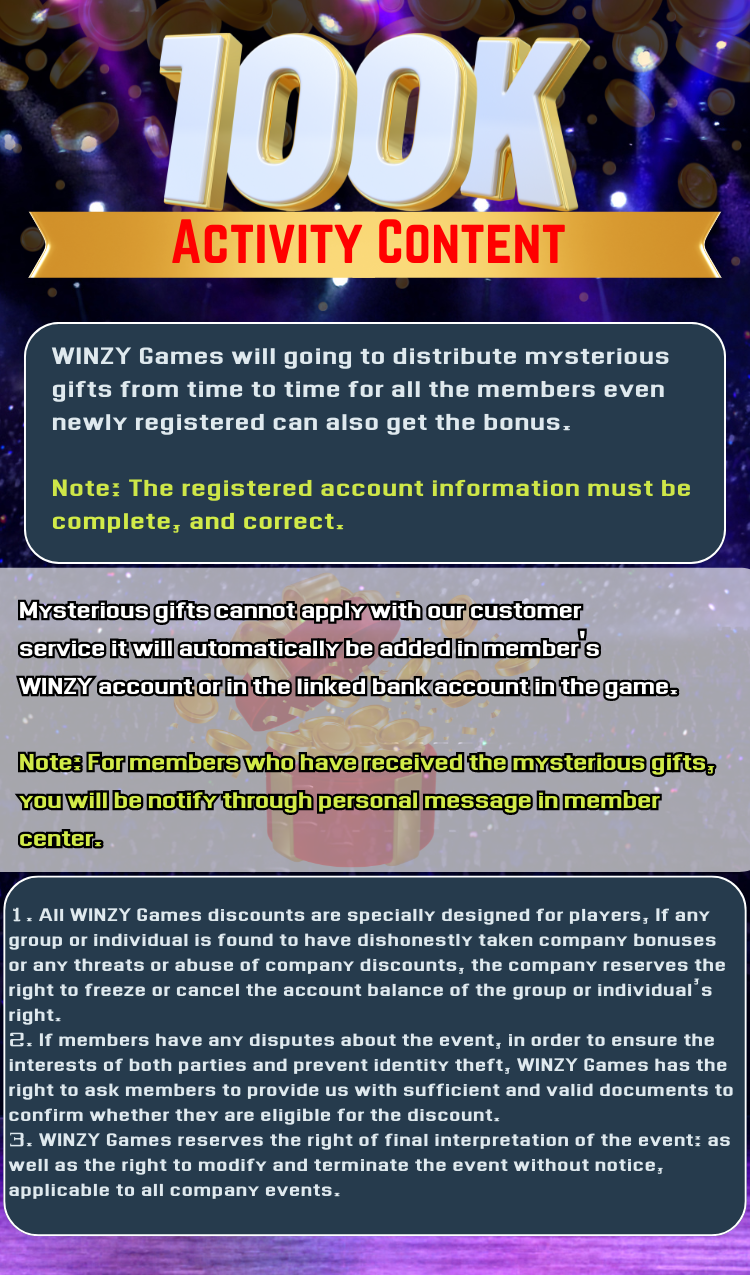 100K
Activity Content
WINZY Games will going to distribute mysterious
gifts from time to time for all the members even
newly registered can also get the bonus.
Note: The registered account information must be
complete, and correct.
Mysterious gifts cannot apply with our customer
service it will automatically be added in member's
WINZY account or in the linked bank account in the game.
Note: For members who have received the mysterious gifts,
you will be notify through personal message in member
center.
1. All WINZY Games discounts are specially designed for players, If any
group or individual is found to have dishonestly taken company bonuses
or any threats or abuse of company discounts, the company reserves the
right to freeze or cancel the account balance of the group or individual's
right.
2. If members have any disputes about the event, in order to ensure the
interests of both parties and prevent identity theft, WINZY Games has the
right to ask members to provide us with sufficient and valid documents to
confirm whether they are eligible for the discount.
3. WINZY Games reserves the right of final interpretation of the event: as
well as the right to modify and terminate the event without notice,
applicable to all company events.